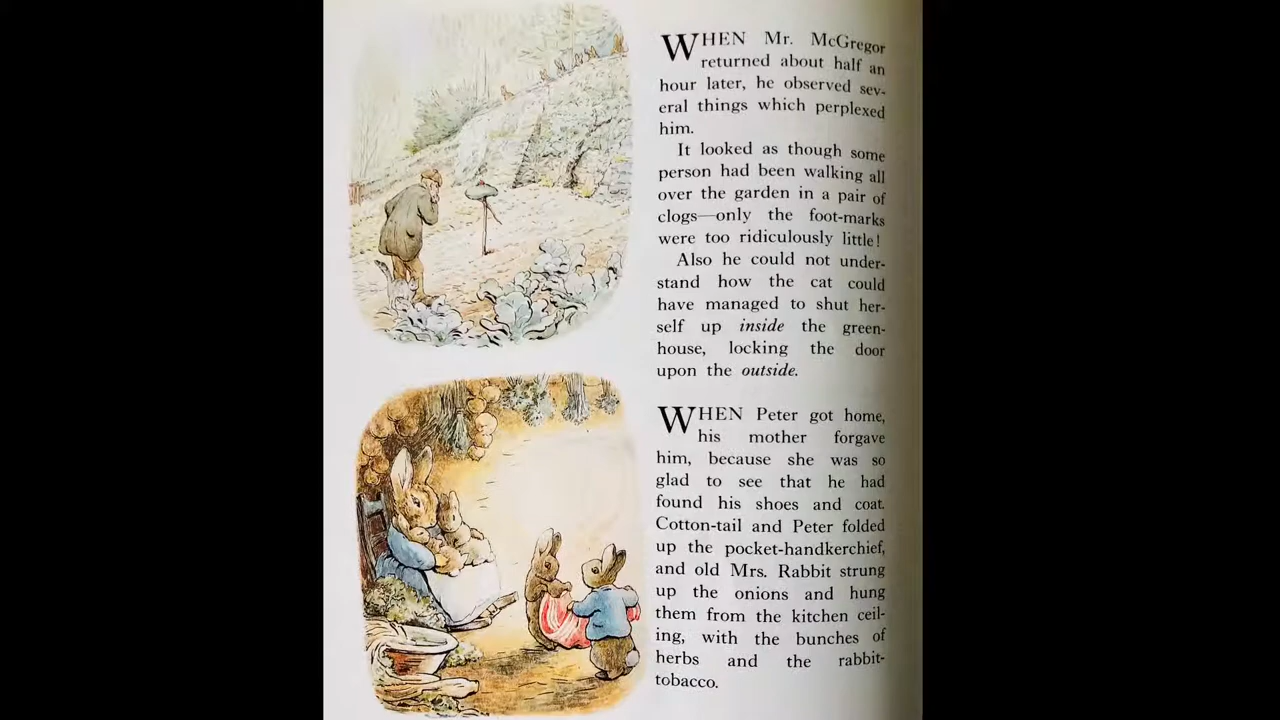 WHEN Mr. McGregor
returned about half an
hour later, he observed sev-
eral things which perplexed
him.
It looked as though some
person had been walking all
over the garden in a pair of
clogs—only the foot-marks
were too ridiculously little!
Also he could not under-
stand how the cat could
have managed to shut her-
self up inside the green-
house, locking the door
upon the outside.
WHEN Peter got home,
his mother forgave
him, because she was so
glad to see that he had
found his shoes and coat.
Cotton-tail and Peter folded
up the pocket-handkerchief,
and old Mrs. Rabbit strung
up the onions and hung
them from the kitchen ceil-
ing, with the bunches of
herbs and the rabbit-
tobacco.